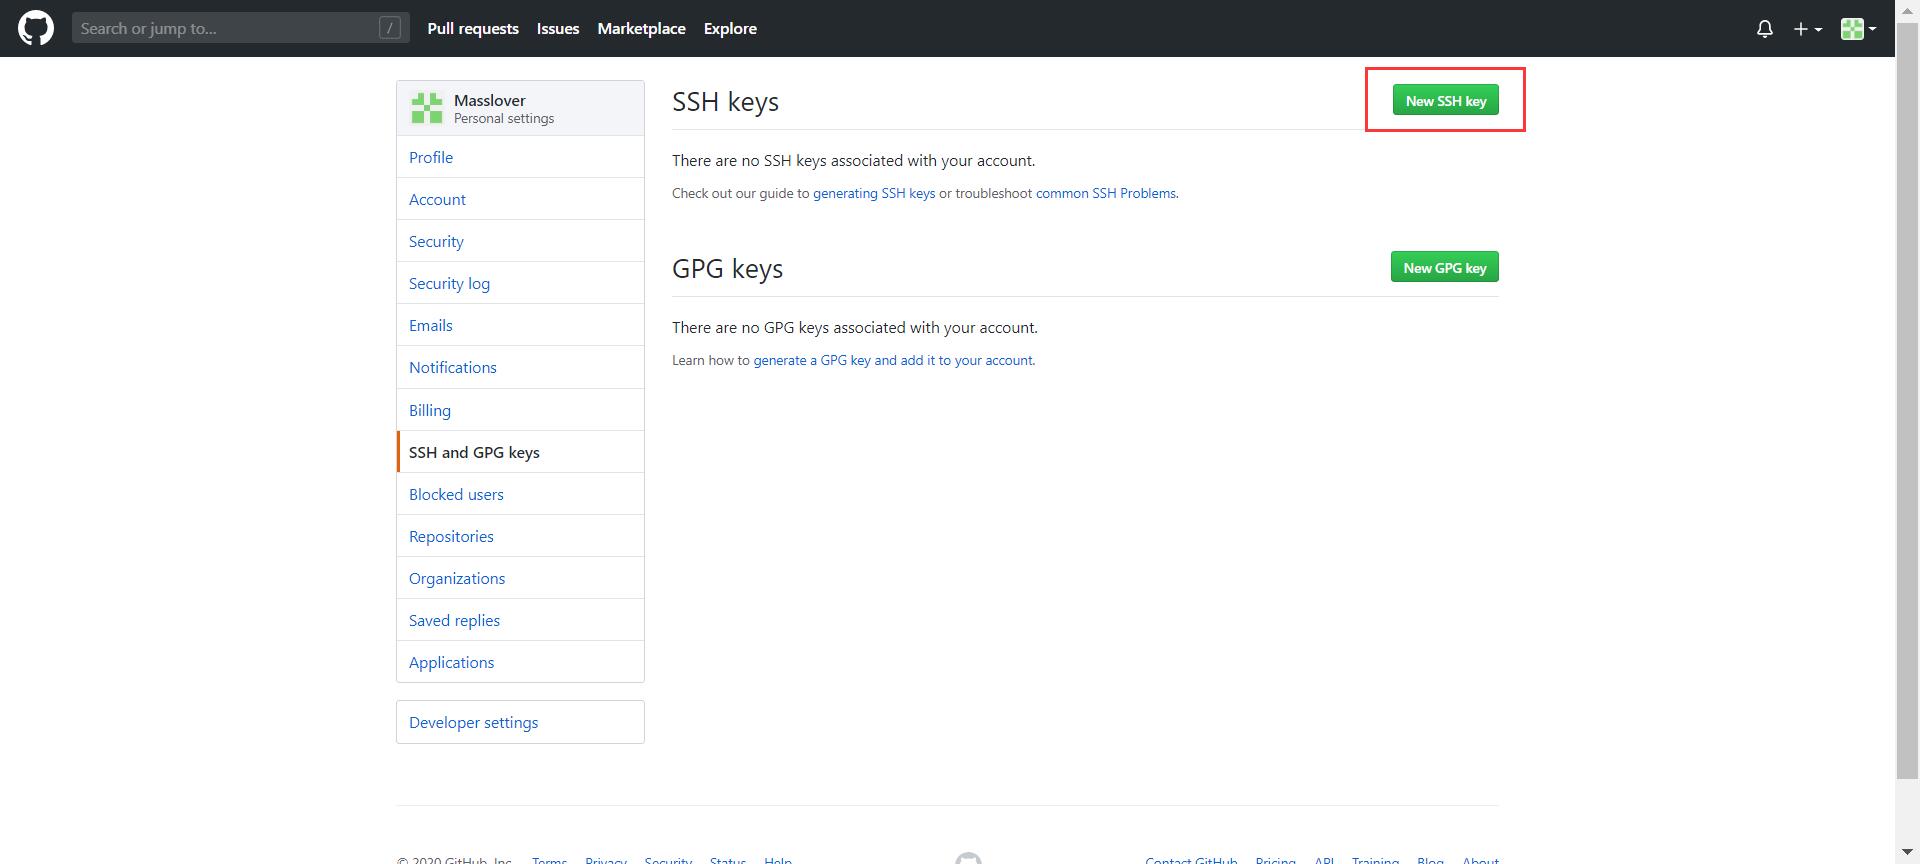 Search or jump to...
/
Pull requests
Issues
Marketplace
Explore
Masslover
Personal settings
Profile
Account
Security
Security log
Emails
Notifications
Billing
SSH and GPG keys
Blocked users
Repositories
Organizations
Saved replies
Applications
Developer settings
SSH keys
New SSH key
There are no SSH keys associated with your account.
Check out our guide to generating SSH keys or troubleshoot common SSH Problems.
GPG keys
New GPG key
There are no GPG keys associated with your account.
Learn how to generate a GPG key and add it to your account.
© 2020 GitHub, Inc.
Terms
Privacy
Security
Status
Help
Contact GitHub
Pricing
API
Training
Blog
About